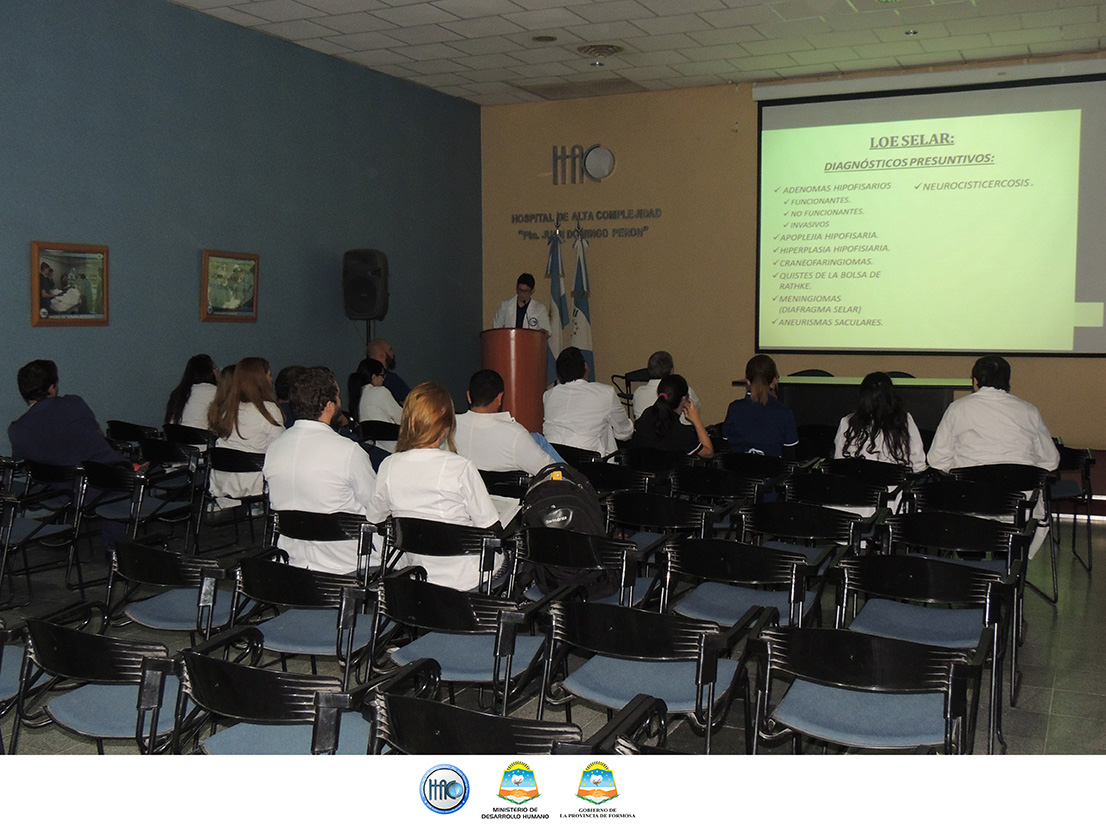 HAC
HOSPITAL DE ALTA COMPLEJIDAD
"Pte. JUAN DOMINGO PERON"
LOE SELAR:
DIAGNÓSTICOS PRESUNTIVOS:
✓ ADENOMAS HIPOFISARIOS
✓ FUNCIONANTES.
✓ NO FUNCIONANTES.
✓ INVASIVOS
✓ APOPLEJIA HIPOFISARIA.
✓ HIPERPLASIA HIPOFISIARIA.
✓ CRANEOFARINGIOMAS.
✓ QUISTES DE LA BOLSA DE
RATHKE.
✓ MENINGIOMAS
(DIAFRAGMA SELAR)
✓ ANEURISMAS SACULARES.
✓ NEUROCISTICERCOSIS.
HAC
MINISTERIO DE
DESARROLLO HUMANO
GOBIERNO DE
LA PROVINCIA DE FORMOSA